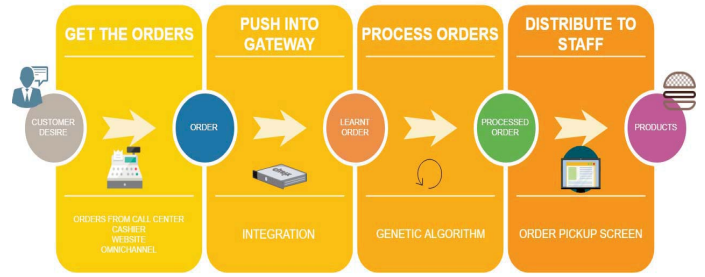 GET THE ORDERS
PUSH INTO
GATEWAY
PROCESS ORDERS
DISTRIBUTE TO
STAFF
CUSTOMER
DESIRE
ORDER
LEARNT
ORDER
PROCESSED
ORDER
PRODUCTS
ORDERS FROM CALL CENTER
CASHIER
WEBSITE
OMNICHANNEL
INTEGRATION
GENETIC ALGORITHM
ORDER PICKUP SCREEN